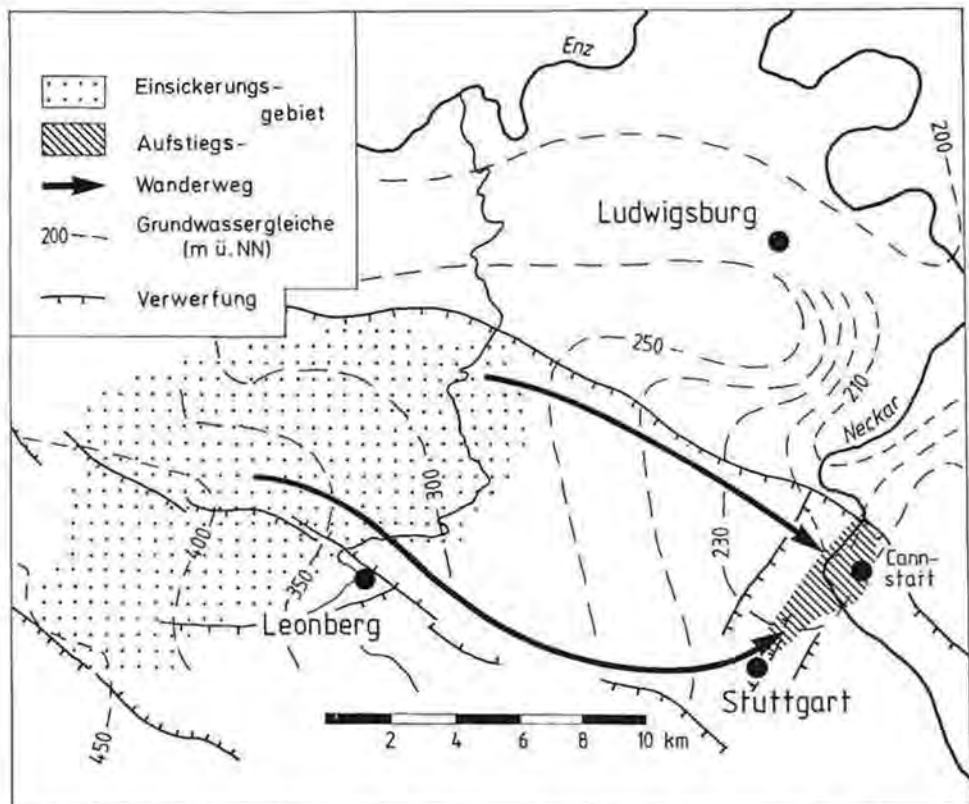 Einsickerungs-
gebiet
Aufstiegs-
Wanderweg
200
Grundwassergleiche
(m ü. NN)
Verwerfung
Enz
200
Ludwigsburg
250
210
Neckar
300
400
350
230
Cann-
start
Leonberg
Stuttgart
450
2 4 6 8 10 km